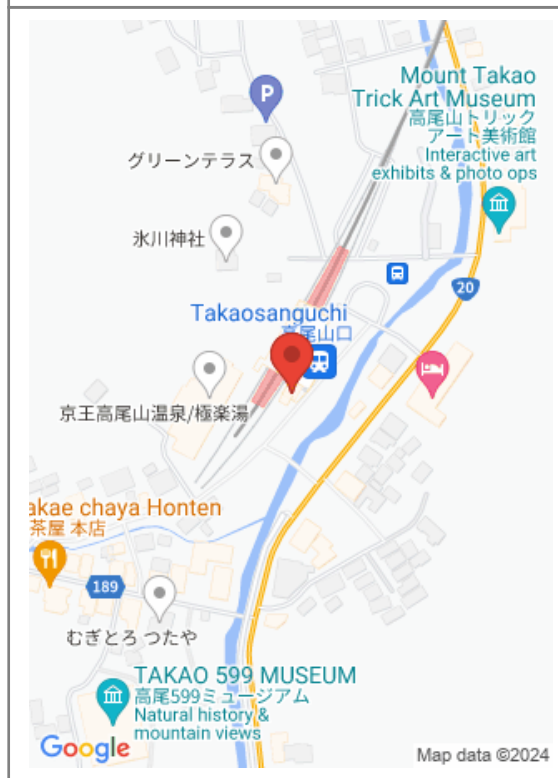 Mount Takao
Trick Art Museum
高尾山トリック
アート美術館
Interactive art
exhibits & photo ops
P
グリーンテラス
氷川神社
20
Takaosanguchi
高尾山口
京王高尾山温泉/極楽湯
akae chaya Honten
茶屋 本店
189
むぎとろ つたや
TAKAO 599 MUSEUM
高尾599ミュージアム
Natural history &
mountain views
Google
Map data ©2024